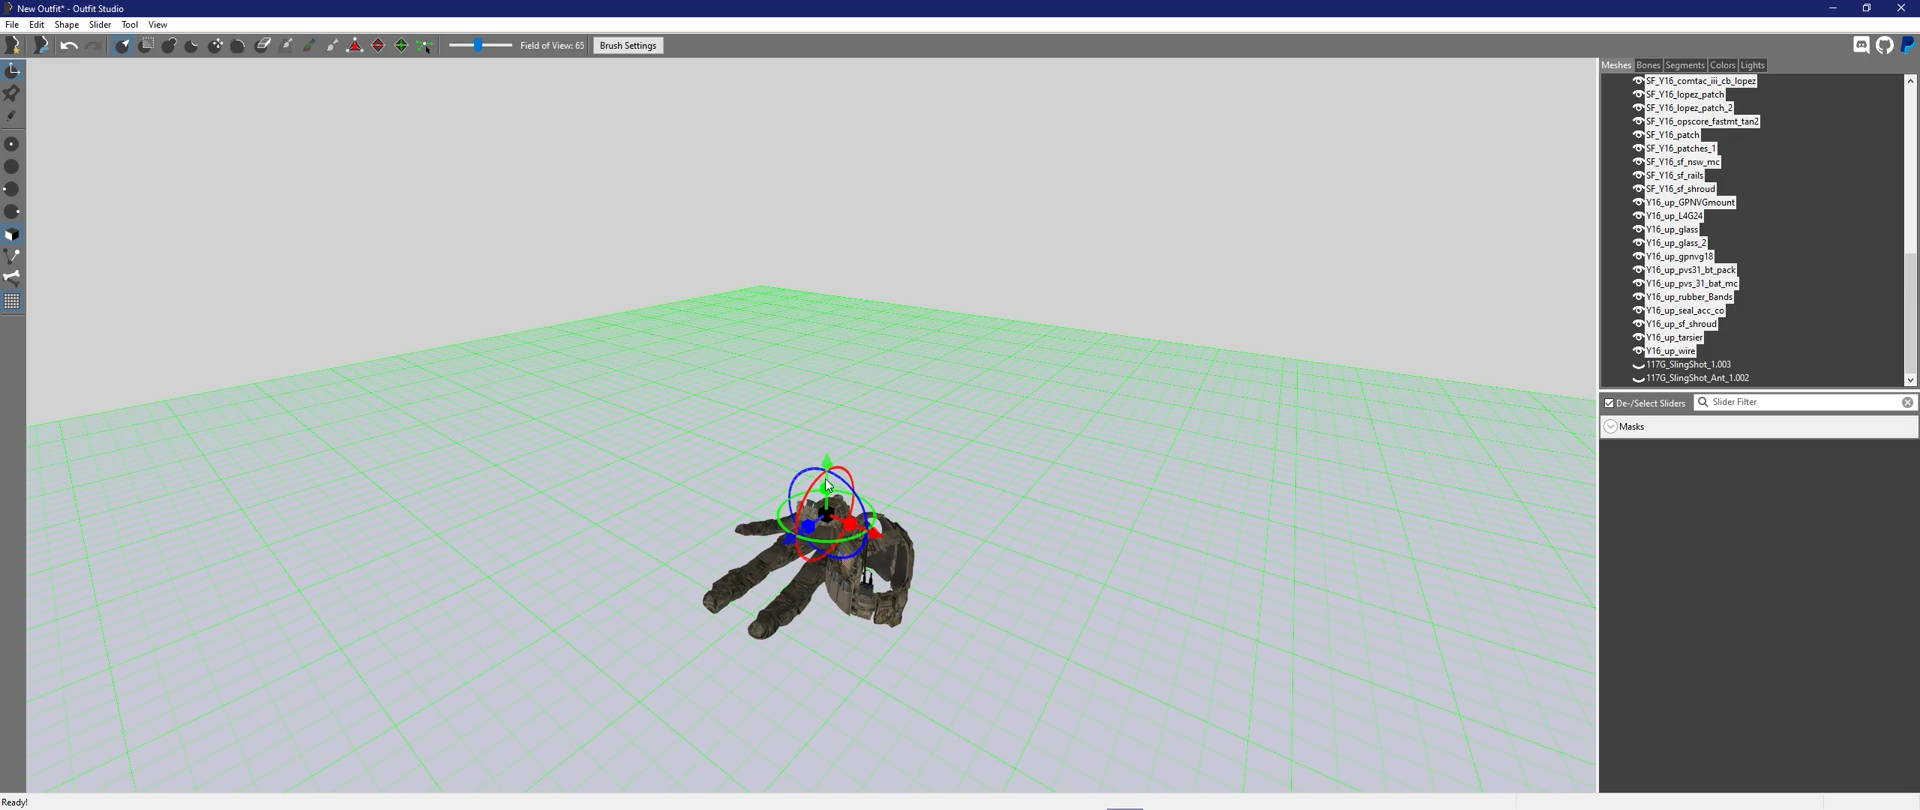 New Outfit* - Outfit Studio
File Edit Shape Slider Tool View
Field of View: 65 Brush Settings
Meshes Bones Segments Colors Lights
SF_Y16_comtac_iii_cb_lopez
SF_Y16_lopez_patch
SF_Y16_lopez_patch_2
SF_Y16_opscore_fastmt_tan2
SF_Y16_patch
SF_Y16_patches_1
SF_Y16_sf_nsw_mc
SF_Y16_sf_rails
SF_Y16_sf_shroud
Y16_up_GPNVGmount
Y16_up_L4G24
Y16_up_glass
Y16_up_glass_2
Y16_up_gpnvg18
Y16_up_pvs31_bt_pack
Y16_up_pvs_31_bat_mc
Y16_up_rubber_Bands
Y16_up_seal_acc_co
Y16_up_sf_shroud
Y16_up_tarsier
Y16_up_wire
117G_SlingShot_1.003
117G_SlingShot_Ant_1.002
De-/Select Sliders Slider Filter
Masks
Ready!